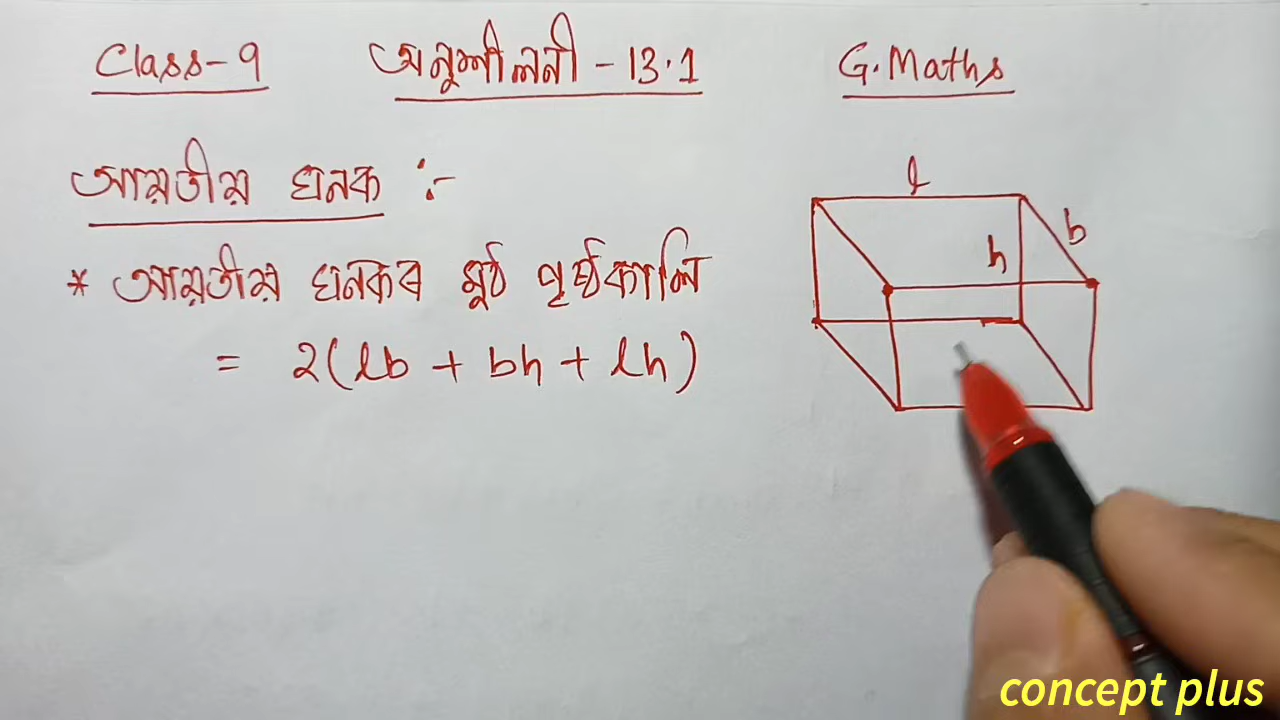 Class-9 অনুশীলনী - 13.1 G. Maths
আয়তীয় ঘনক :-
* আয়তীয় ঘনকৰ মুঠ পৃষ্ঠকালি
= 2(lb + bh + lh)
l
b
h
concept plus